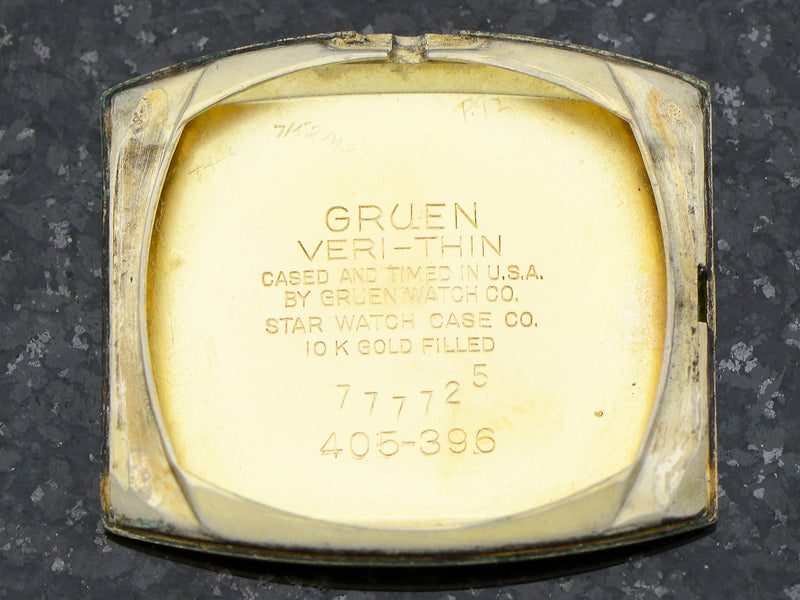 P.92
GRUEN
VERI-THIN
CASED AND TIMED IN U.S.A.
BY GRUEN WATCH CO.
STAR WATCH CASE CO.
10 K GOLD FILLED
777725
405-396